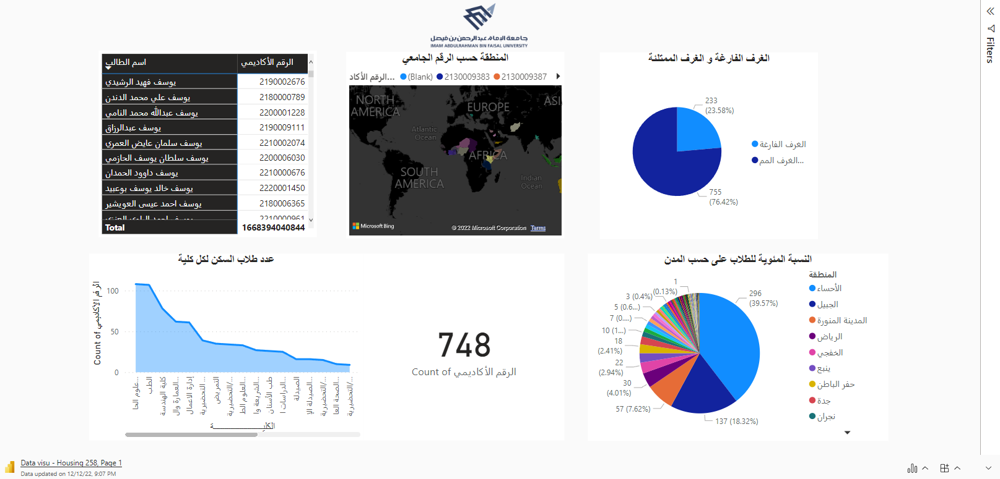 جامعة الإمام عبدالرحمن بن فيصل
IMAM ABDULRAHMAN BIN FAISAL UNIVERSITY
اسم الطالب الرقم الأكاديمي
يوسف فهيد الرشيدي 2190002676
يوسف علي محمد الدندن 2180000789
يوسف عبدالله محمد النامي 2200001228
يوسف عبدالرزاق 2190009111
يوسف سلمان عايض العمري 2210002074
يوسف سلطان يوسف الحازمي 2200006030
يوسف داوود الحمدان 2210000676
يوسف خالد يوسف بوعبيد 2220001450
يوسف احمد عيسى العويشير 2180006365
2210000961
Total 1668394040844
المنطقة حسب الرقم الجامعي
الرقم الأكاد... (Blank) 2130009383 2130009387
NORTH
AMERICA
EUROPE
ASI
Atlantic
Ocean
AFRICA
SOUTH
AMERICA
Indian
Ocean
Microsoft Bing
© 2022 Microsoft Corporation Terms
الغرف الفارغة و الغرف الممتلئة
233
(23.58%)
755
(76.42%)
الغرف الفارغة
الغرف المم...
Filters
عدد طلاب السكن لكل كلية
Count of الرقم الأكاديمي
100
50
0
علوم الحا...
الطب
كلية الهندسة
العمارة وال...
إدارة الاعمال
التحضيرية ...
التمريض
التحضيرية/...
العلوم الط...
الشريعة وا...
طب الأسنان
الدراسات ا...
الصيدلة
الصيدلة الإ...
التحضيرية/...
الصحة العا...
التحضيرية/...
الكليـــــــــــــــة
748
Count of الرقم الأكاديمي
النسبة المئوية للطلاب على حسب المدن
296
(39.57%)
137 (18.32%)
57 (7.62%)
30
(4.01%)
22
(2.94%)
18
(2.41%)
10 (1...)
7 (0....)
5 (0.6...)
3 (0.4%)
1
(0.13%)
المنطقة
الأحساء
الجبيل
المدينة المنورة
الرياض
الخفجي
ينبع
حفر الباطن
جدة
نجران
Data visu - Housing 258, Page 1
Data updated on 12/12/22, 9:07 PM